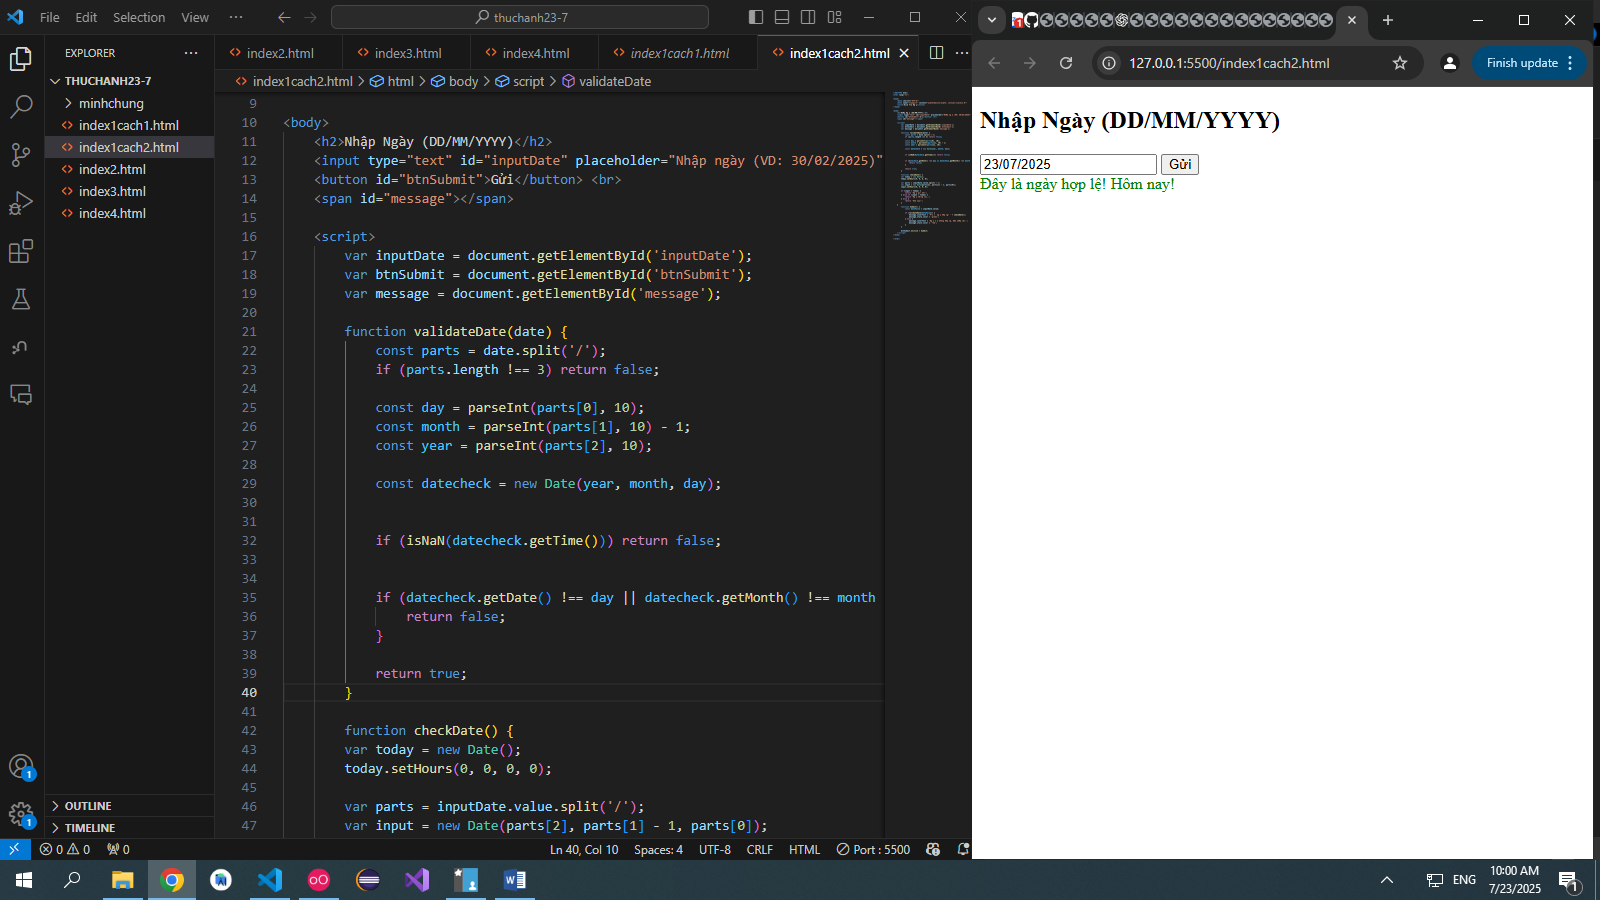 File Edit Selection View ··· thuchanh23-7
EXPLORER ···
THUCHANH23-7
minhchung
index1cach1.html
index1cach2.html
index2.html
index3.html
index4.html
OUTLINE
TIMELINE
index2.html index3.html index4.html index1cach1.html index1cach2.html
index1cach2.html > html > body > script > validateDate
9
10 <body>
11 <h2>Nhập Ngày (DD/MM/YYYY)</h2>
12 <input type="text" id="inputDate" placeholder="Nhập ngày (VD: 30/02/2025)"
13 <button id="btnSubmit">Gửi</button> <br>
14 <span id="message"></span>
15
16 <script>
17 var inputDate = document.getElementById('inputDate');
18 var btnSubmit = document.getElementById('btnSubmit');
19 var message = document.getElementById('message');
20
21 function validateDate(date) {
22 const parts = date.split('/');
23 if (parts.length !== 3) return false;
24
25 const day = parseInt(parts[0], 10);
26 const month = parseInt(parts[1], 10) - 1;
27 const year = parseInt(parts[2], 10);
28
29 const datecheck = new Date(year, month, day);
30
31
32 if (isNaN(datecheck.getTime())) return false;
33
34
35 if (datecheck.getDate() !== day || datecheck.getMonth() !== month
36 return false;
37 }
38
39 return true;
40 }
41
42 function checkDate() {
43 var today = new Date();
44 today.setHours(0, 0, 0, 0);
45
46 var parts = inputDate.value.split('/');
47 var input = new Date(parts[2], parts[1] - 1, parts[0]);
0 0 0 Ln 40, Col 10 Spaces: 4 UTF-8 CRLF HTML Port : 5500
127.0.0.1:5500/index1cach2.html Finish update
Nhập Ngày (DD/MM/YYYY)
23/07/2025 Gửi
Đây là ngày hợp lệ! Hôm nay!
ENG
10:00 AM
7/23/2025
1